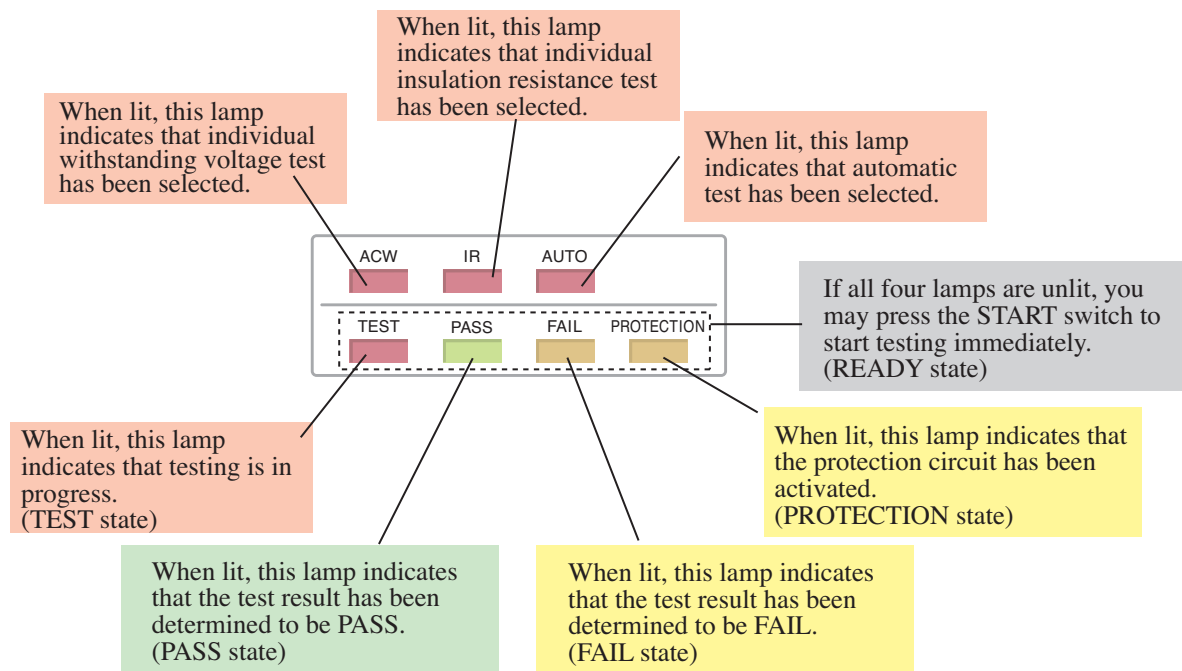 When lit, this lamp
indicates that individual
insulation resistance test
has been selected.
When lit, this lamp
indicates that individual
withstanding voltage test
has been selected.
When lit, this lamp
indicates that automatic
test has been selected.
ACW
IR
AUTO
If all four lamps are unlit, you
may press the START switch to
start testing immediately.
(READY state)
TEST
PASS
FAIL
PROTECTION
When lit, this lamp
indicates that testing is in
progress.
(TEST state)
When lit, this lamp indicates that
the protection circuit has been
activated.
(PROTECTION state)
When lit, this lamp indicates
that the test result has been
determined to be PASS.
(PASS state)
When lit, this lamp indicates
that the test result has been
determined to be FAIL.
(FAIL state)